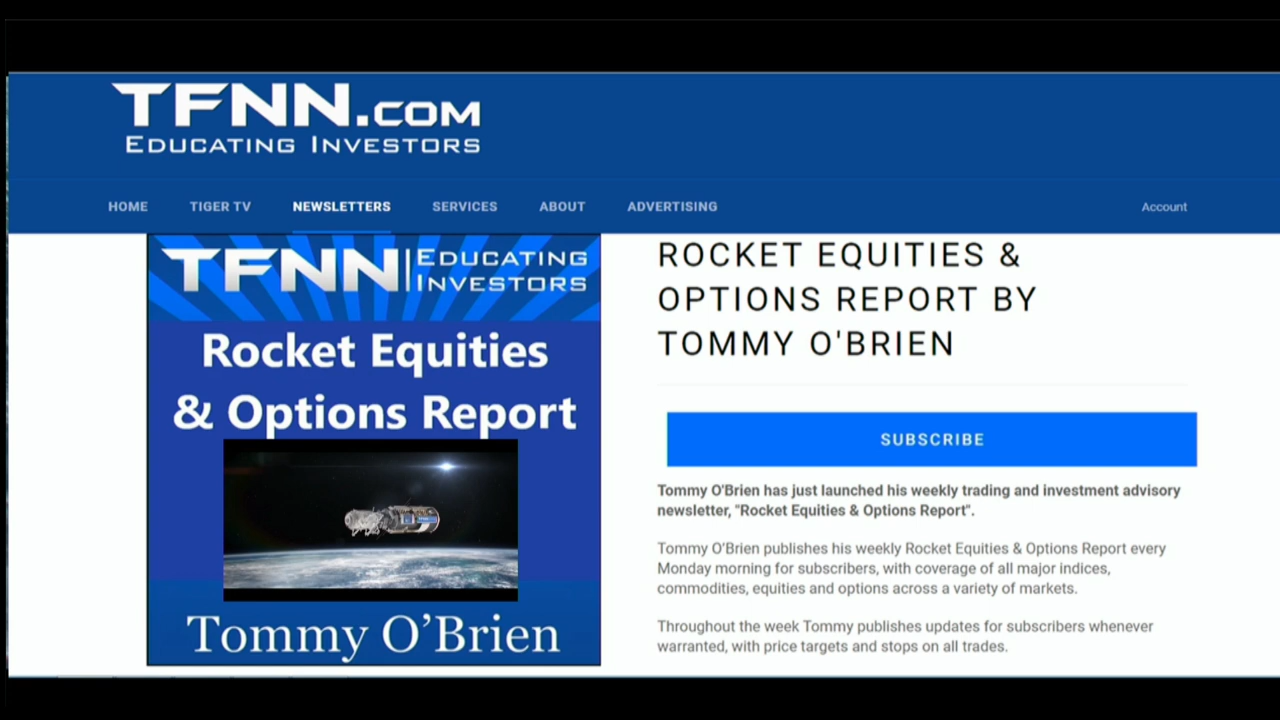 TFNN.COM
EDUCATING INVESTORS
HOME TIGER TV NEWSLETTERS SERVICES ABOUT ADVERTISING Account
TFNN EDUCATING
INVESTORS
Rocket Equities
& Options Report
Tommy O’Brien
ROCKET EQUITIES &
OPTIONS REPORT BY
TOMMY O'BRIEN
SUBSCRIBE
Tommy O'Brien has just launched his weekly trading and investment advisory
newsletter, "Rocket Equities & Options Report".
Tommy O’Brien publishes his weekly Rocket Equities & Options Report every
Monday morning for subscribers, with coverage of all major indices,
commodities, equities and options across a variety of markets.
Throughout the week Tommy publishes updates for subscribers whenever
warranted, with price targets and stops on all trades.